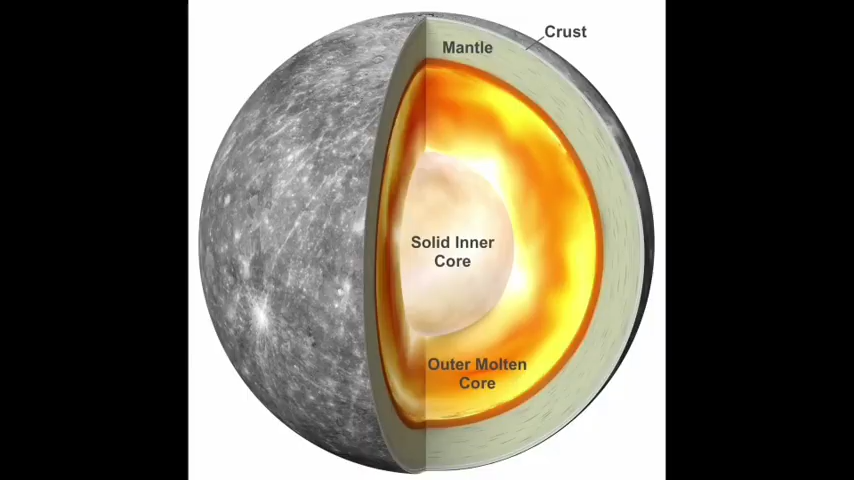 Crust
Mantle
Solid Inner
Core
Outer Molten
Core